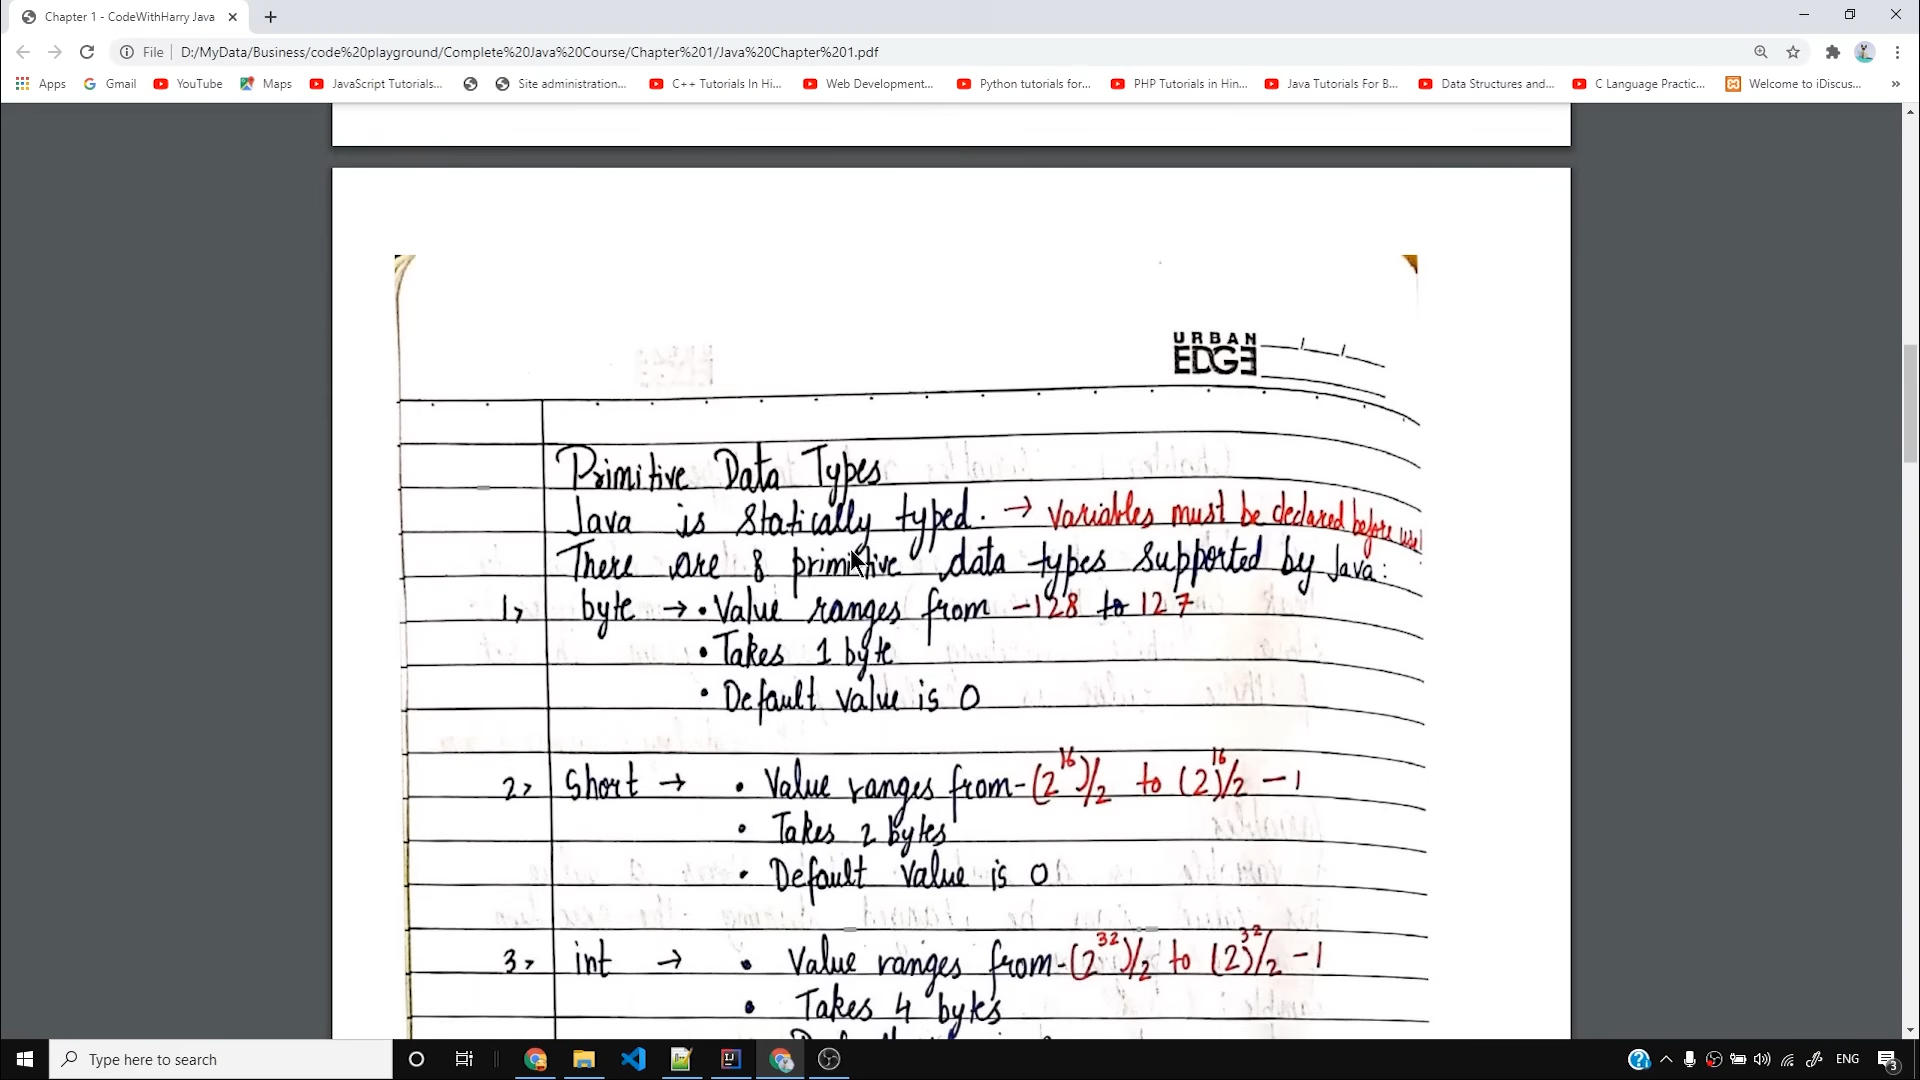 Chapter 1 - CodeWithHarry Java
File | D:/MyData/Business/code%20playground/Complete%20Java%20Course/Chapter%201/Java%20Chapter%201.pdf
Apps Gmail YouTube Maps JavaScript Tutorials... Site administration... C++ Tutorials In Hi... Web Development... Python tutorials for... PHP Tutorials in Hin... Java Tutorials For B... Data Structures and... C Language Practic... Welcome to iDiscus... »
URBAN
EDGE
Primitive Data Types
Java is statically typed. → Variables must be declared before use!
There are 8 primitive data types supported by Java:
1> byte → • Value ranges from -128 to 127
• Takes 1 byte
• Default value is 0
2> Short → • Value ranges from -(2^16)/2 to (2)^16/2 - 1
• Takes 2 bytes
• Default value is 0
3> int → • Value ranges from -(2^32)/2 to (2)^32/2 - 1
• Takes 4 bytes
Type here to search
ENG
3